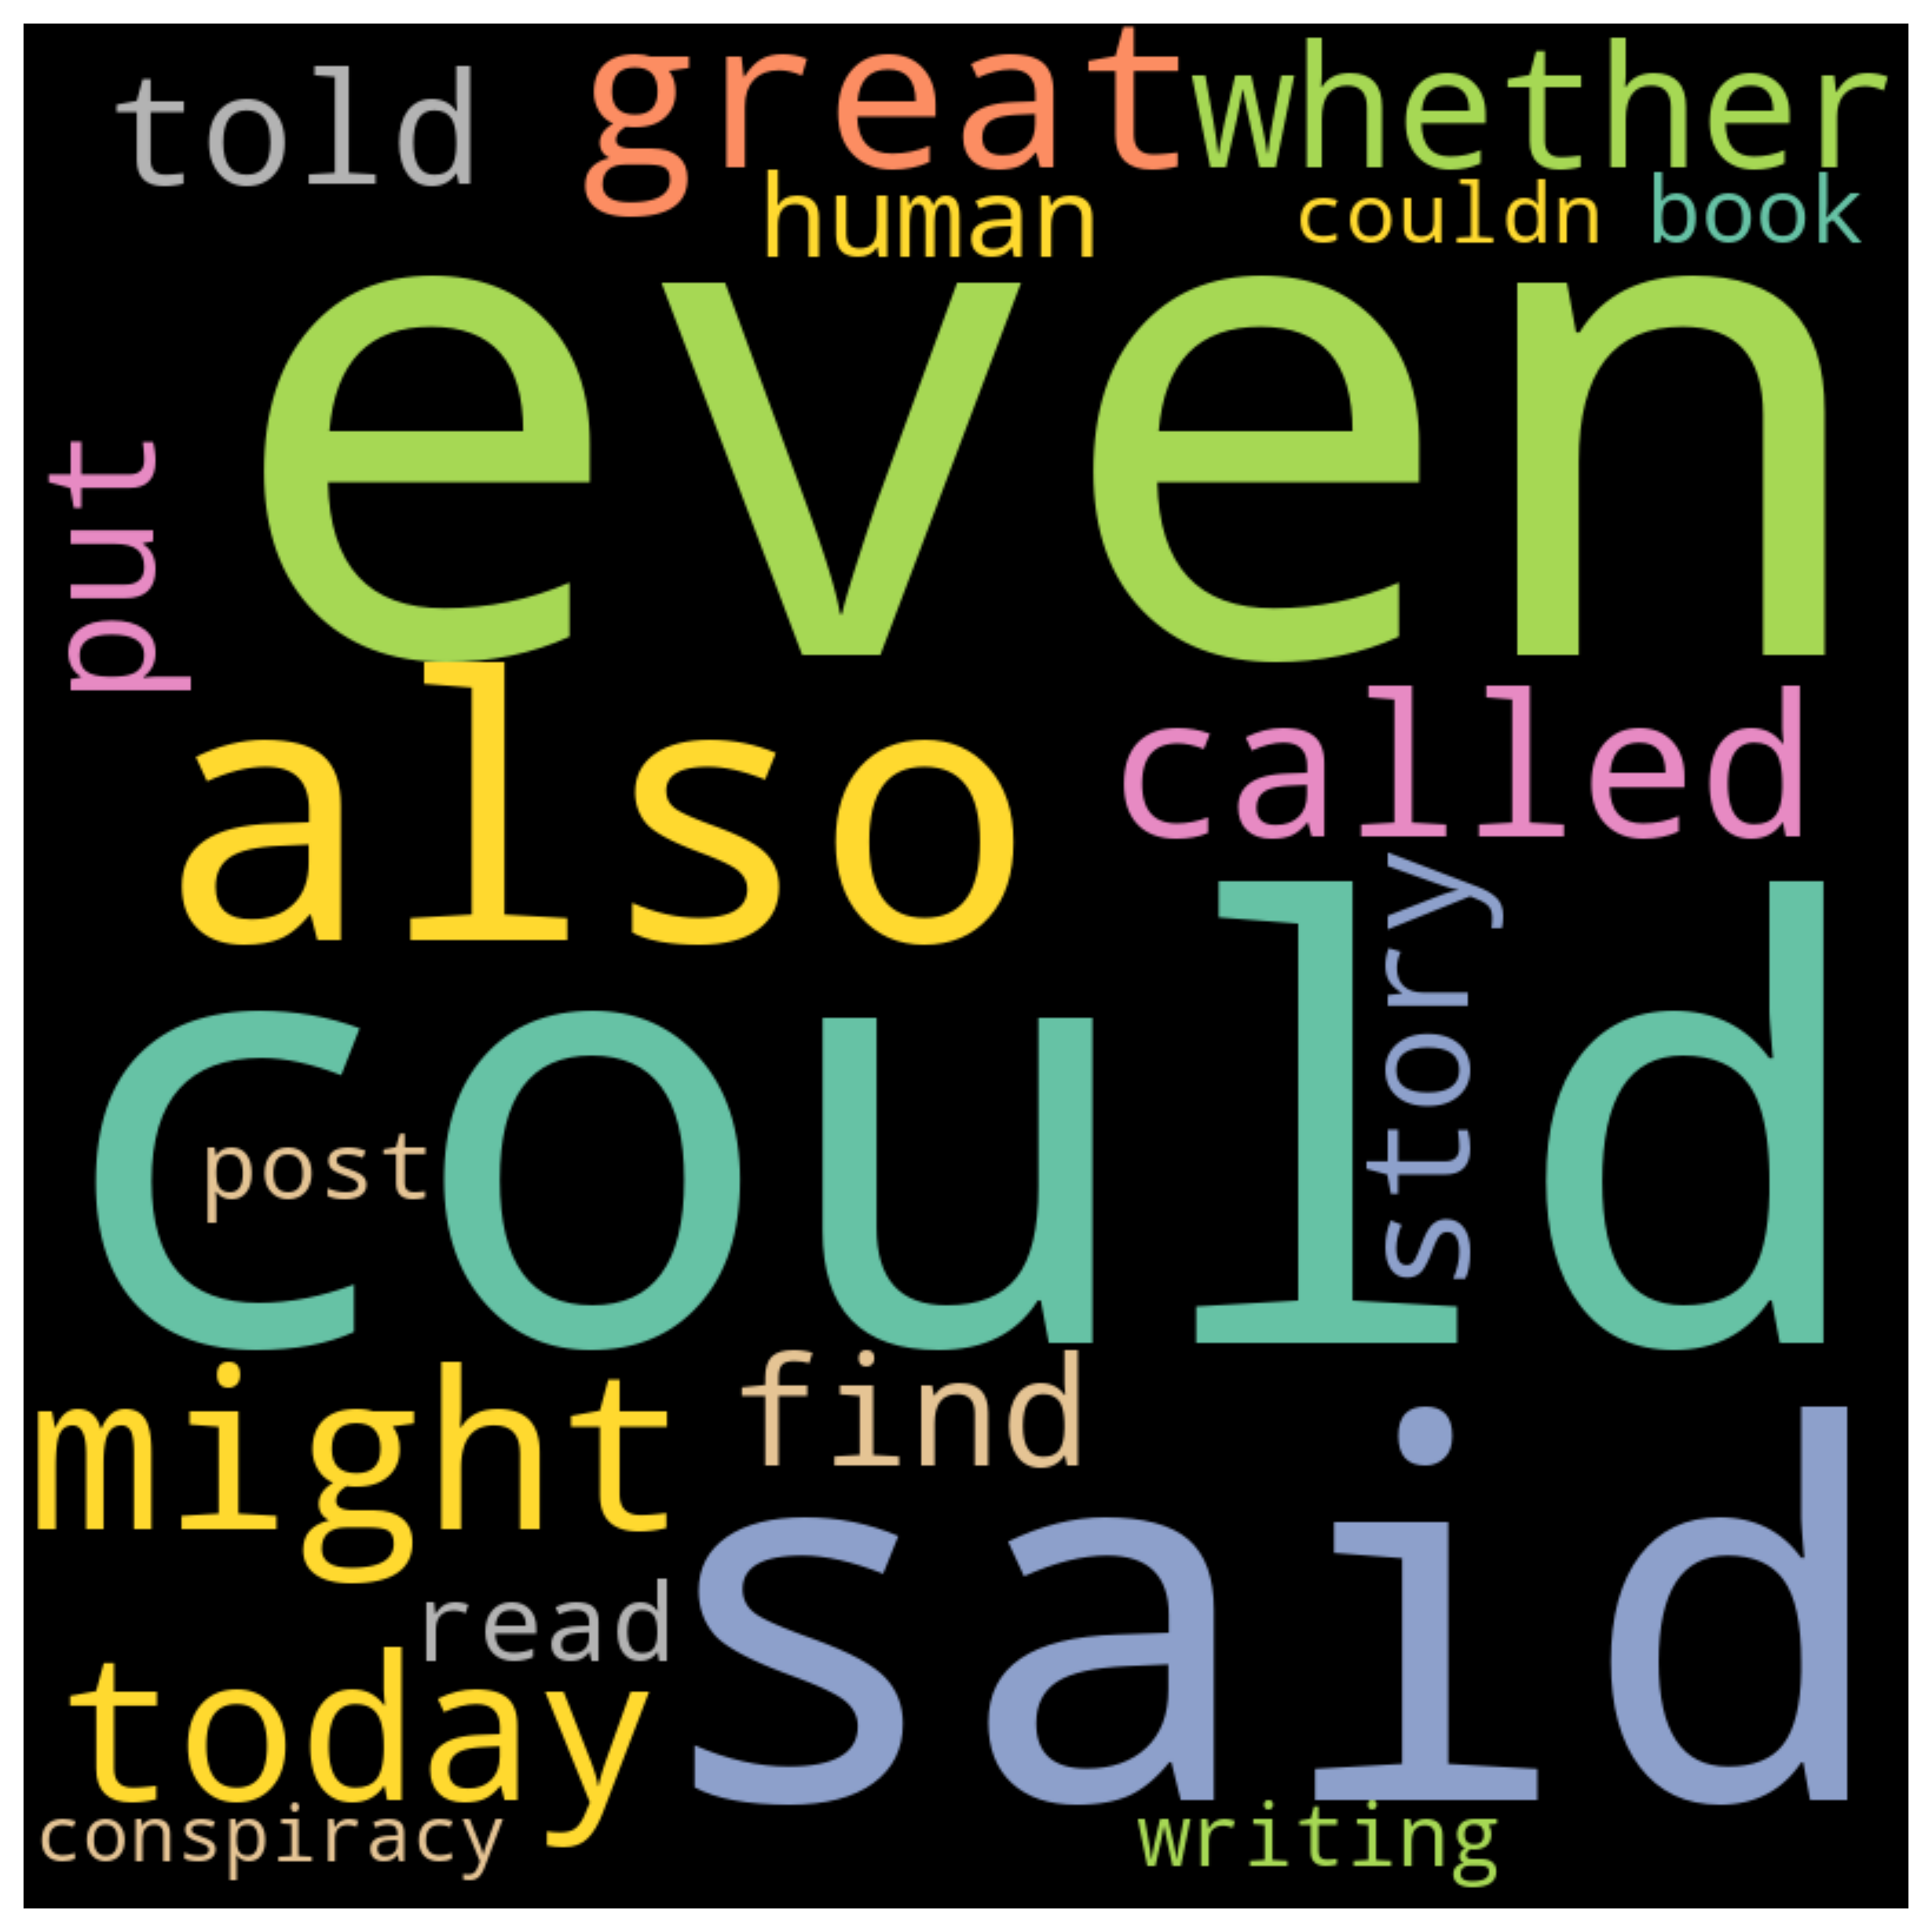 told great whether
human couldn book
even
put
also called
story
could
post
might find
said
read
today
conspiracy writing